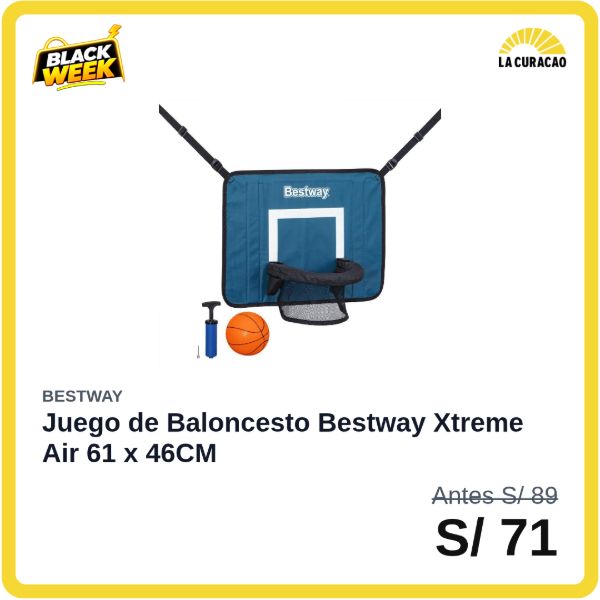 BLACK
WEEK
LA CURACAO
Bestway
BESTWAY
Juego de Baloncesto Bestway Xtreme
Air 61 x 46CM
Antes S/ 89
S/ 71